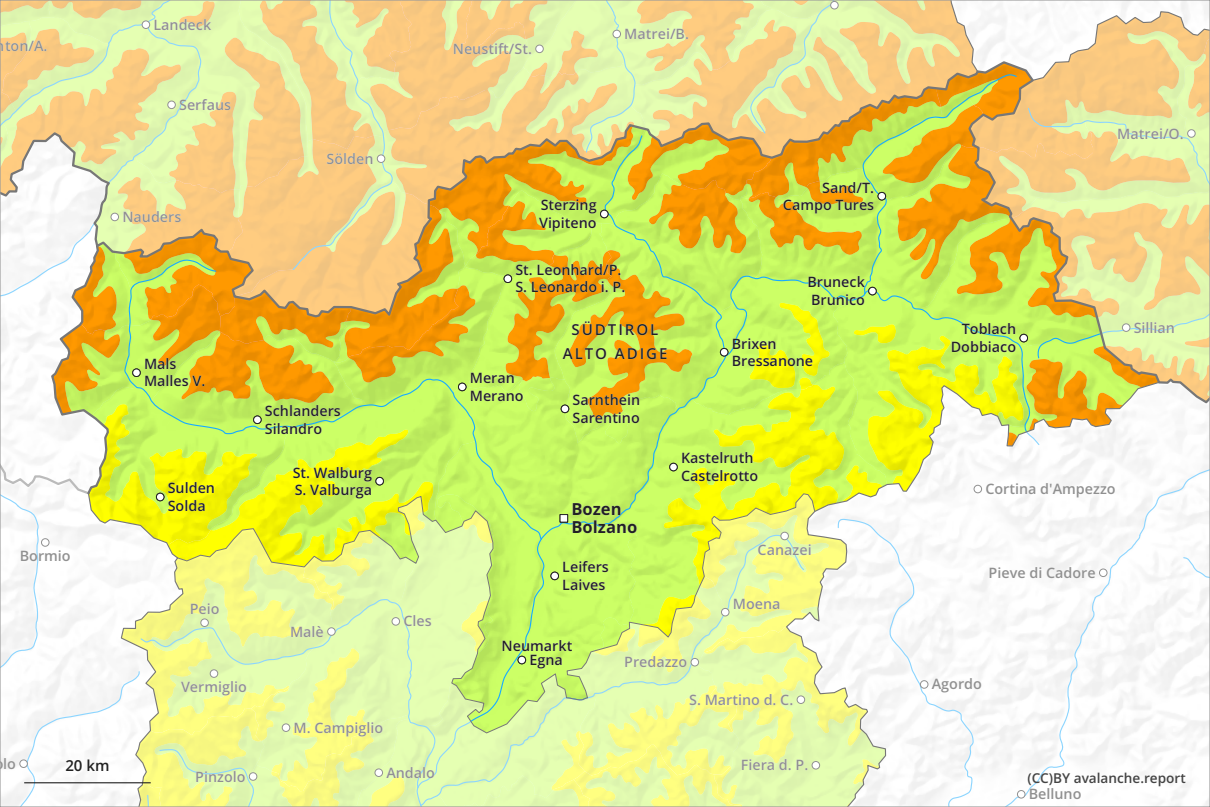 Landeck
nton/A.
Neustift/St.
Matrei/B.
Serfaus
Matrei/O.
Sölden
Nauders
Sand/T.
Campo Tures
Sterzing
Vipiteno
St. Leonhard/P.
S. Leonardo i. P.
Bruneck
Brunico
SÜDTIROL
ALTO ADIGE
Toblach
Dobbiaco
Sillian
Brixen
Bressanone
Mals
Malles V.
Meran
Merano
Schlanders
Silandro
Sarnthein
Sarentino
Kastelruth
Castelrotto
St. Walburg
S. Valburga
Sulden
Solda
Cortina d'Ampezzo
Bozen
Bolzano
Bormio
Canazei
Leifers
Laives
Pieve di Cadore
Peio
Moena
Malè
Cles
Neumarkt
Egna
Predazzo
Vermiglio
Agordo
S. Martino d. C.
M. Campiglio
20 km
olo
Pinzolo
Andalo
Fiera d. P.
(CC)BY avalanche.report
Belluno